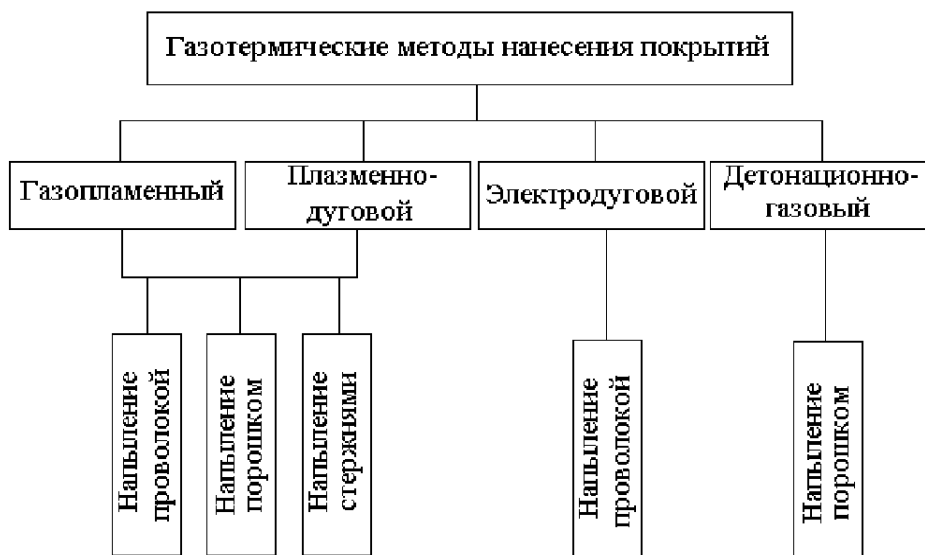 Газотермические методы нанесения покрытий
Газопламенный
Плазменно-
дуговой
Электродуговой
Детонационно-
газовый
Напыление
проволокой
Напыление
порошком
Напыление
стержнями
Напыление
проволокой
Напыление
порошком